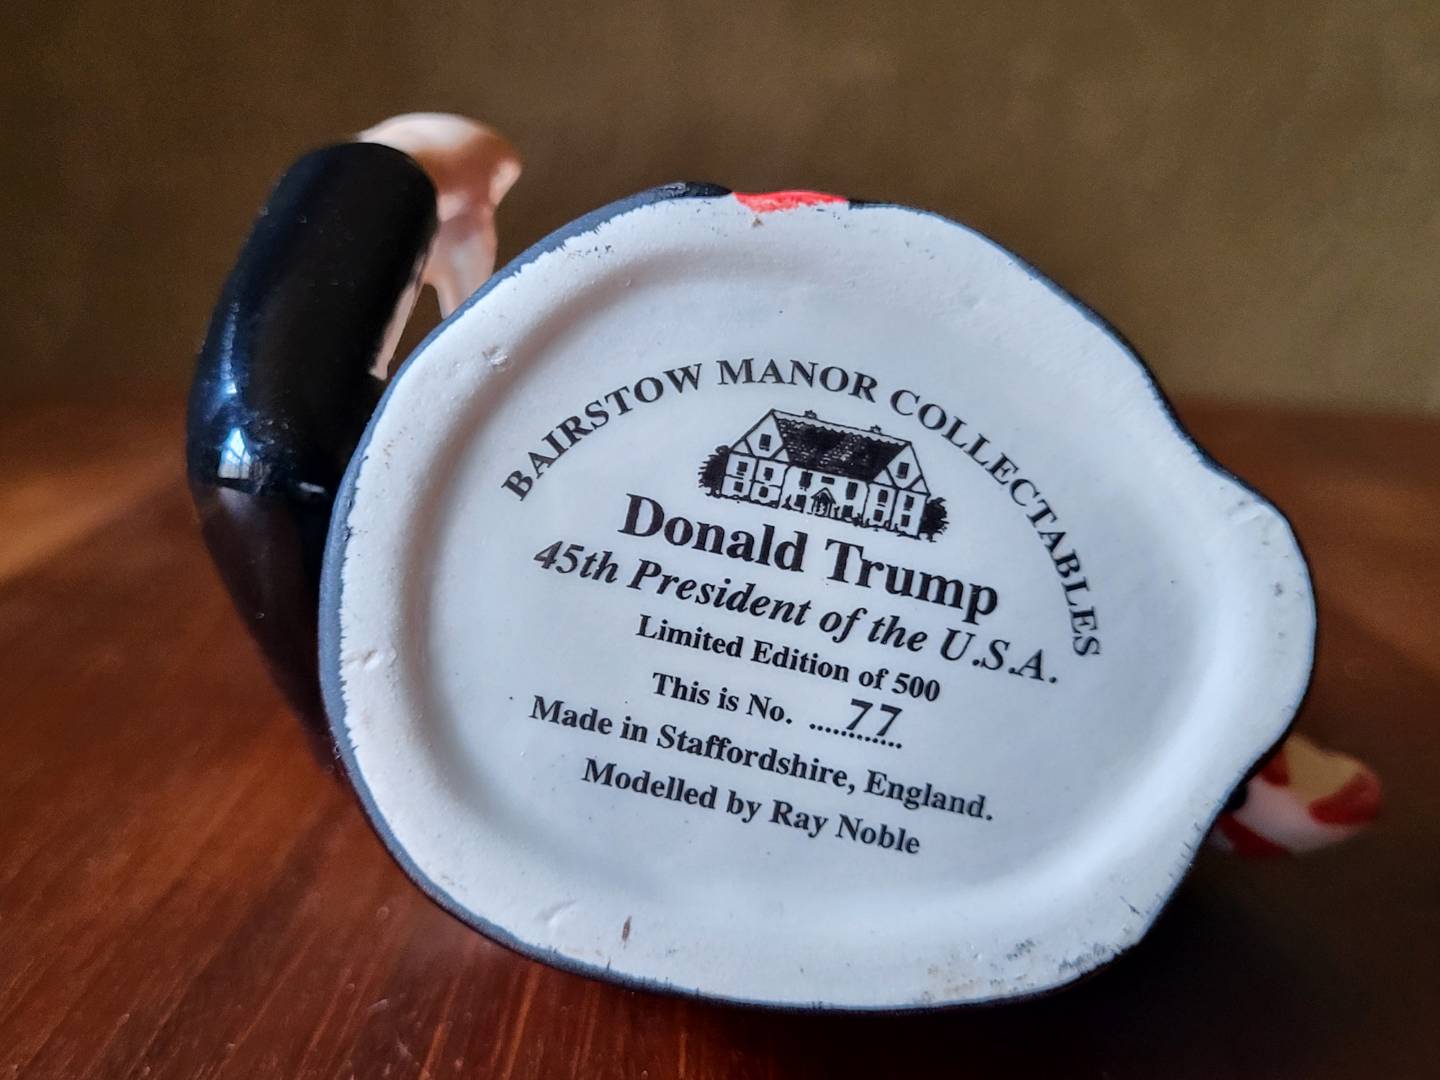 BAIRSTOW MANOR COLLECTABLES
Donald Trump
45th President of the U.S.A.
Limited Edition of 500
This is No. ....77....
Made in Staffordshire, England.
Modelled by Ray Noble